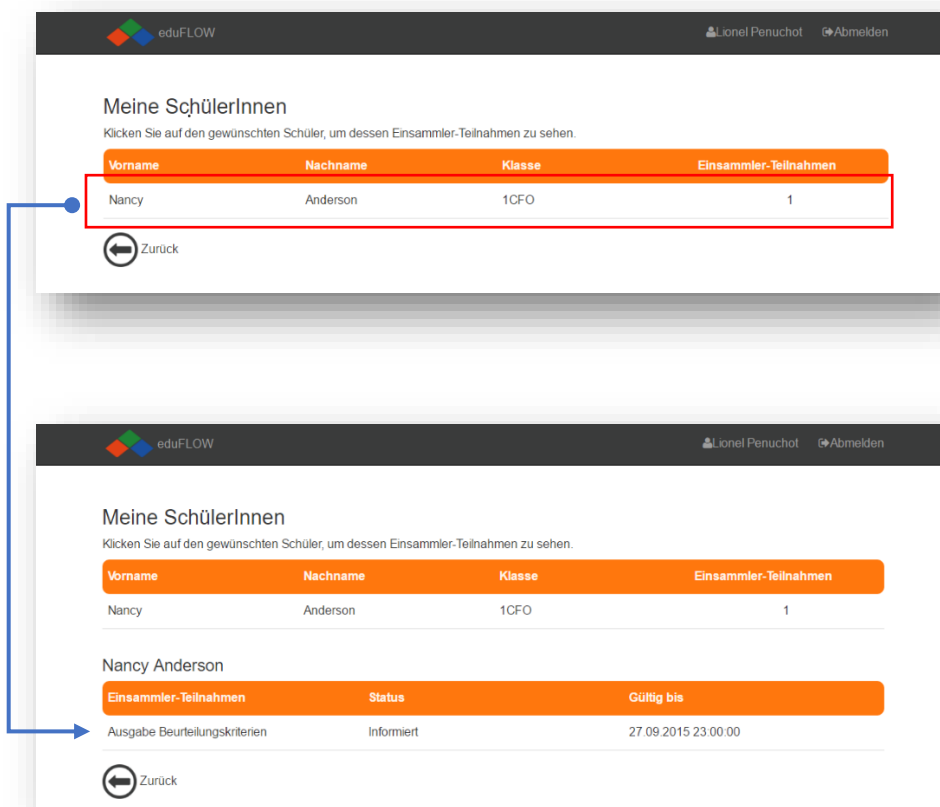 eduFLOW Lionel Penuchot Abmelden
Meine SchülerInnen
Klicken Sie auf den gewünschten Schüler, um dessen Einsammler-Teilnahmen zu sehen.
Vorname Nachname Klasse Einsammler-Teilnahmen
Nancy Anderson 1CFO 1
Zurück
eduFLOW Lionel Penuchot Abmelden
Meine SchülerInnen
Klicken Sie auf den gewünschten Schüler, um dessen Einsammler-Teilnahmen zu sehen.
Vorname Nachname Klasse Einsammler-Teilnahmen
Nancy Anderson 1CFO 1
Nancy Anderson
Einsammler-Teilnahmen Status Gültig bis
Ausgabe Beurteilungskriterien Informiert 27.09.2015 23:00:00
Zurück